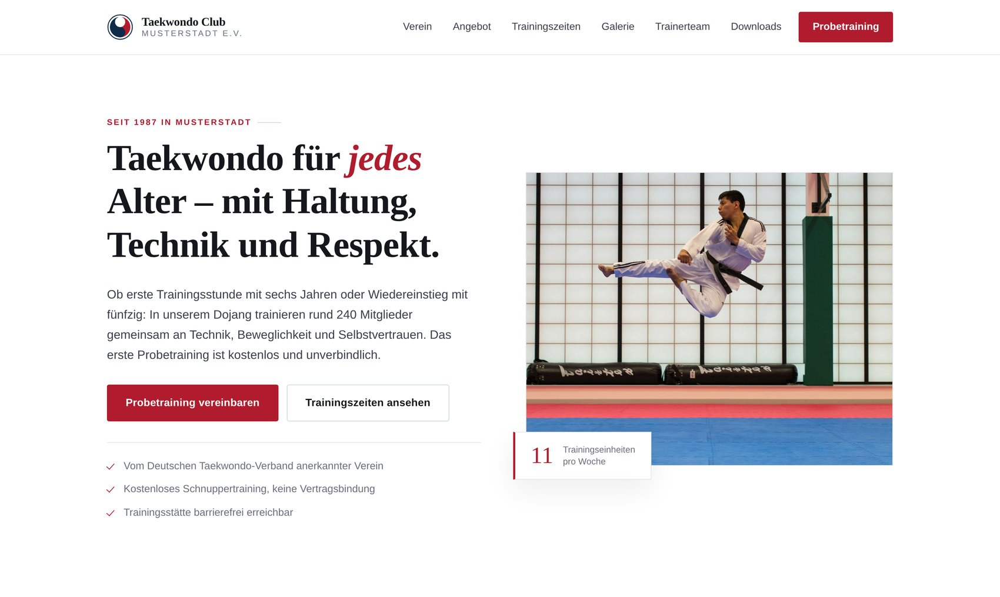 Taekwondo Club
MUSTERSTADT E.V.
Verein Angebot Trainingszeiten Galerie Trainerteam Downloads Probetraining
SEIT 1987 IN MUSTERSTADT
Taekwondo für jedes
Alter – mit Haltung,
Technik und Respekt.
Ob erste Trainingsstunde mit sechs Jahren oder Wiedereinstieg mit
fünfzig: In unserem Dojang trainieren rund 240 Mitglieder
gemeinsam an Technik, Beweglichkeit und Selbstvertrauen. Das
erste Probetraining ist kostenlos und unverbindlich.
Probetraining vereinbaren Trainingszeiten ansehen
Vom Deutschen Taekwondo-Verband anerkannter Verein
Kostenloses Schnuppertraining, keine Vertragsbindung
Trainingsstätte barrierefrei erreichbar
11 Trainingseinheiten
pro Woche